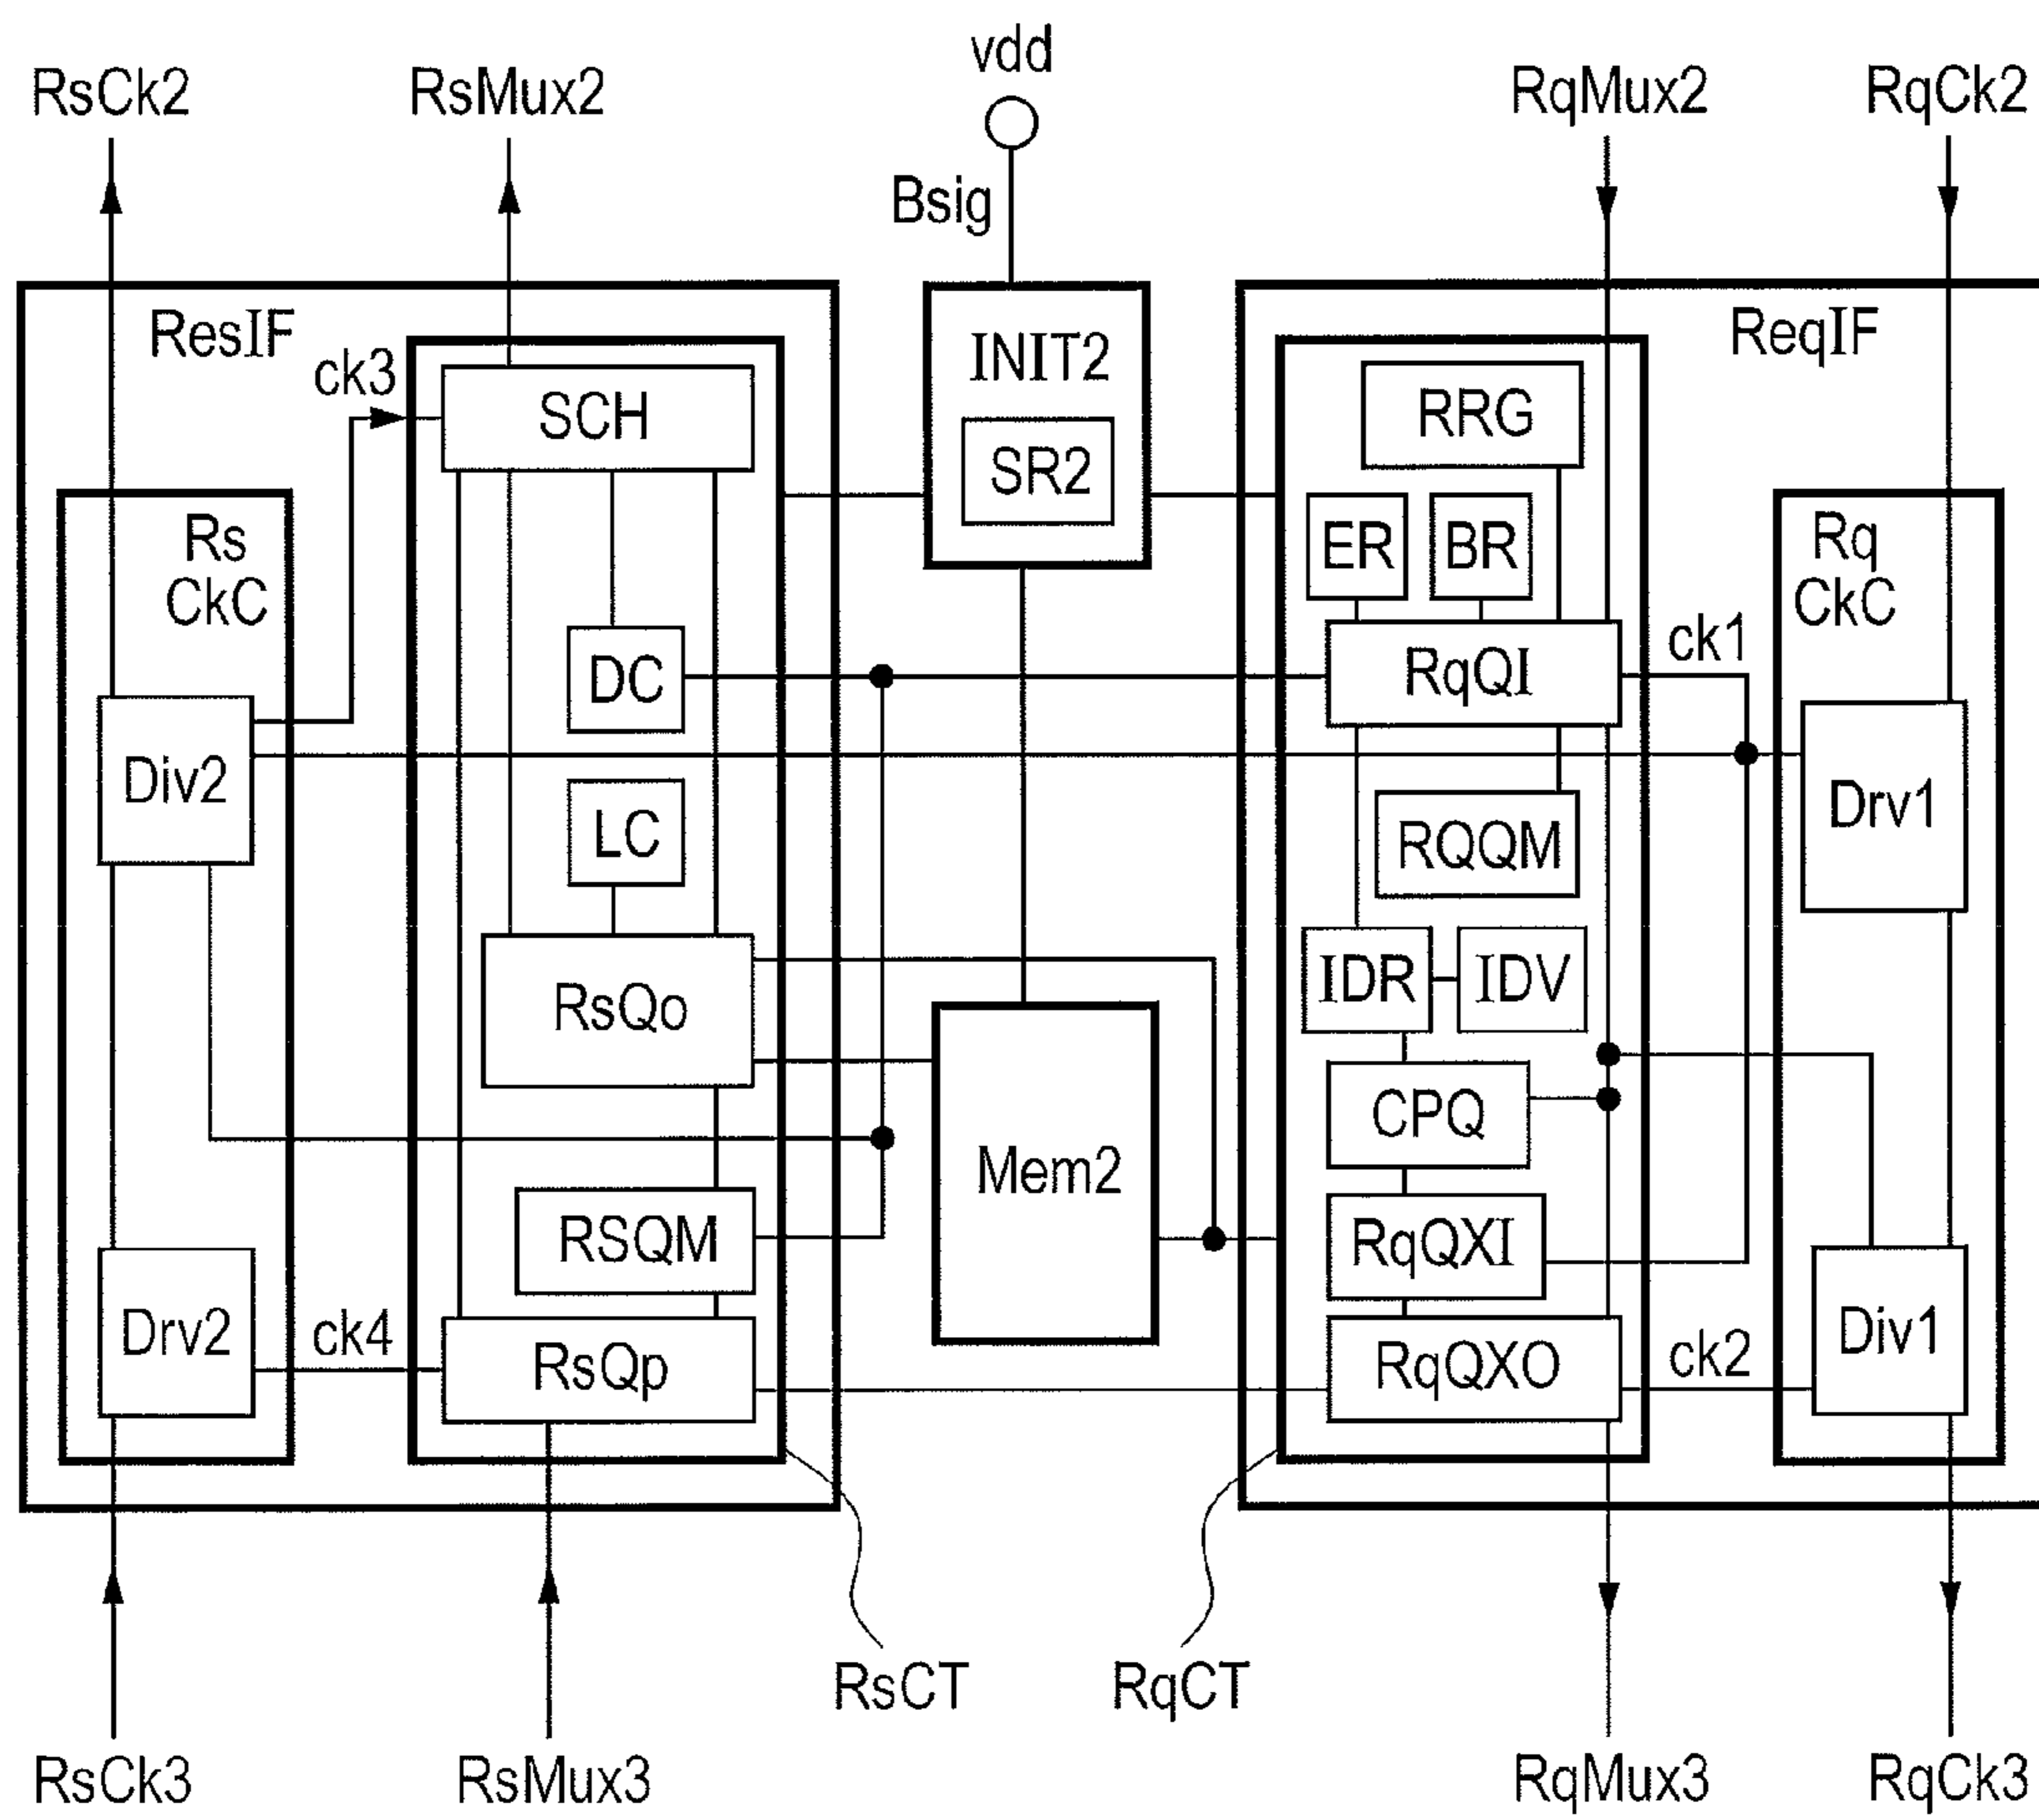 vdd
RsCk2
RsMux2
RqMux2
RqCk2
Bsig
ResIF
ck3
SCH
INIT2
SR2
RRG
ReqIF
Rs
CkC
ER
BR
Rq
CkC
DC
RqQI
ck1
Div2
Drv1
LC
RQQM
RsQo
IDR
IDV
CPQ
Mem2
RSQM
RqQXI
Drv2
ck4
RsQp
RqQXO
ck2
Div1
RsCT
RqCT
RsCk3
RsMux3
RqMux3
RqCk3